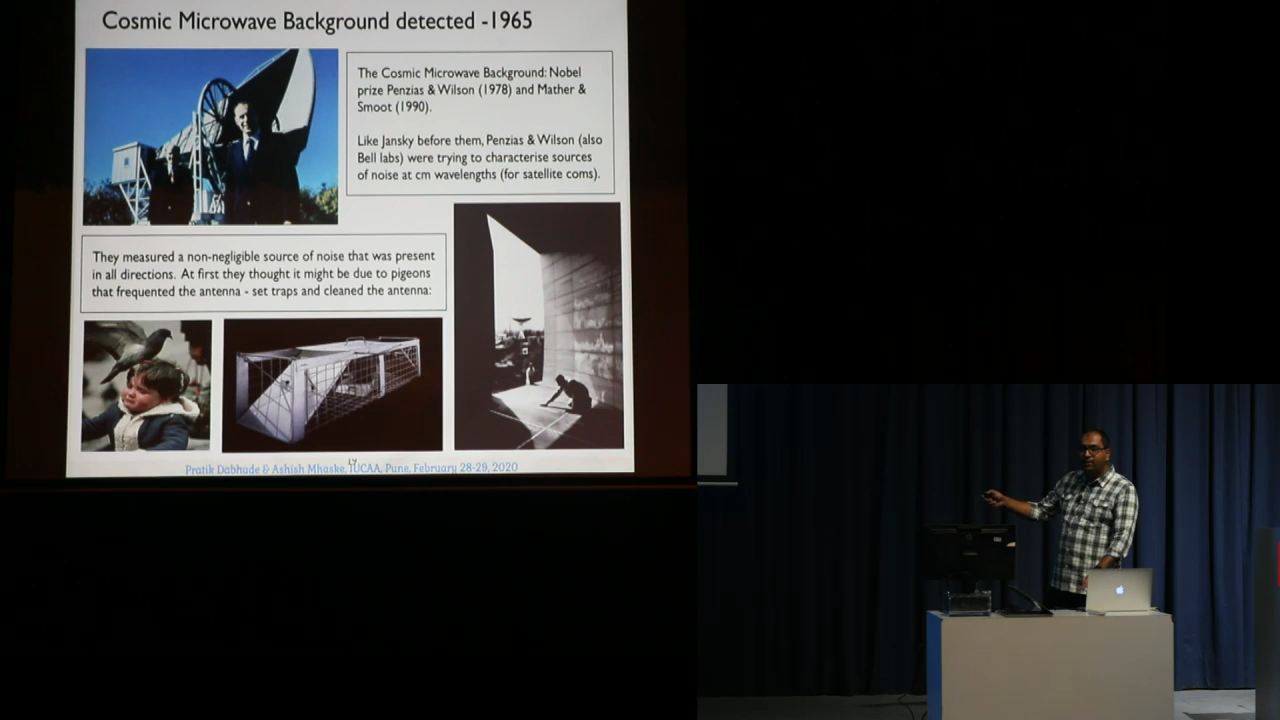 Cosmic Microwave Background detected -1965
The Cosmic Microwave Background: Nobel
prize Penzias & Wilson (1978) and Mather &
Smoot (1990).
Like Jansky before them, Penzias & Wilson (also
Bell labs) were trying to characterise sources
of noise at cm wavelengths (for satellite coms).
They measured a non-negligible source of noise that was present
in all directions. At first they thought it might be due to pigeons
that frequented the antenna - set traps and cleaned the antenna:
Pratik Dabhade & Ashish Mhaske, IUCAA, Pune, February 28-29, 2020